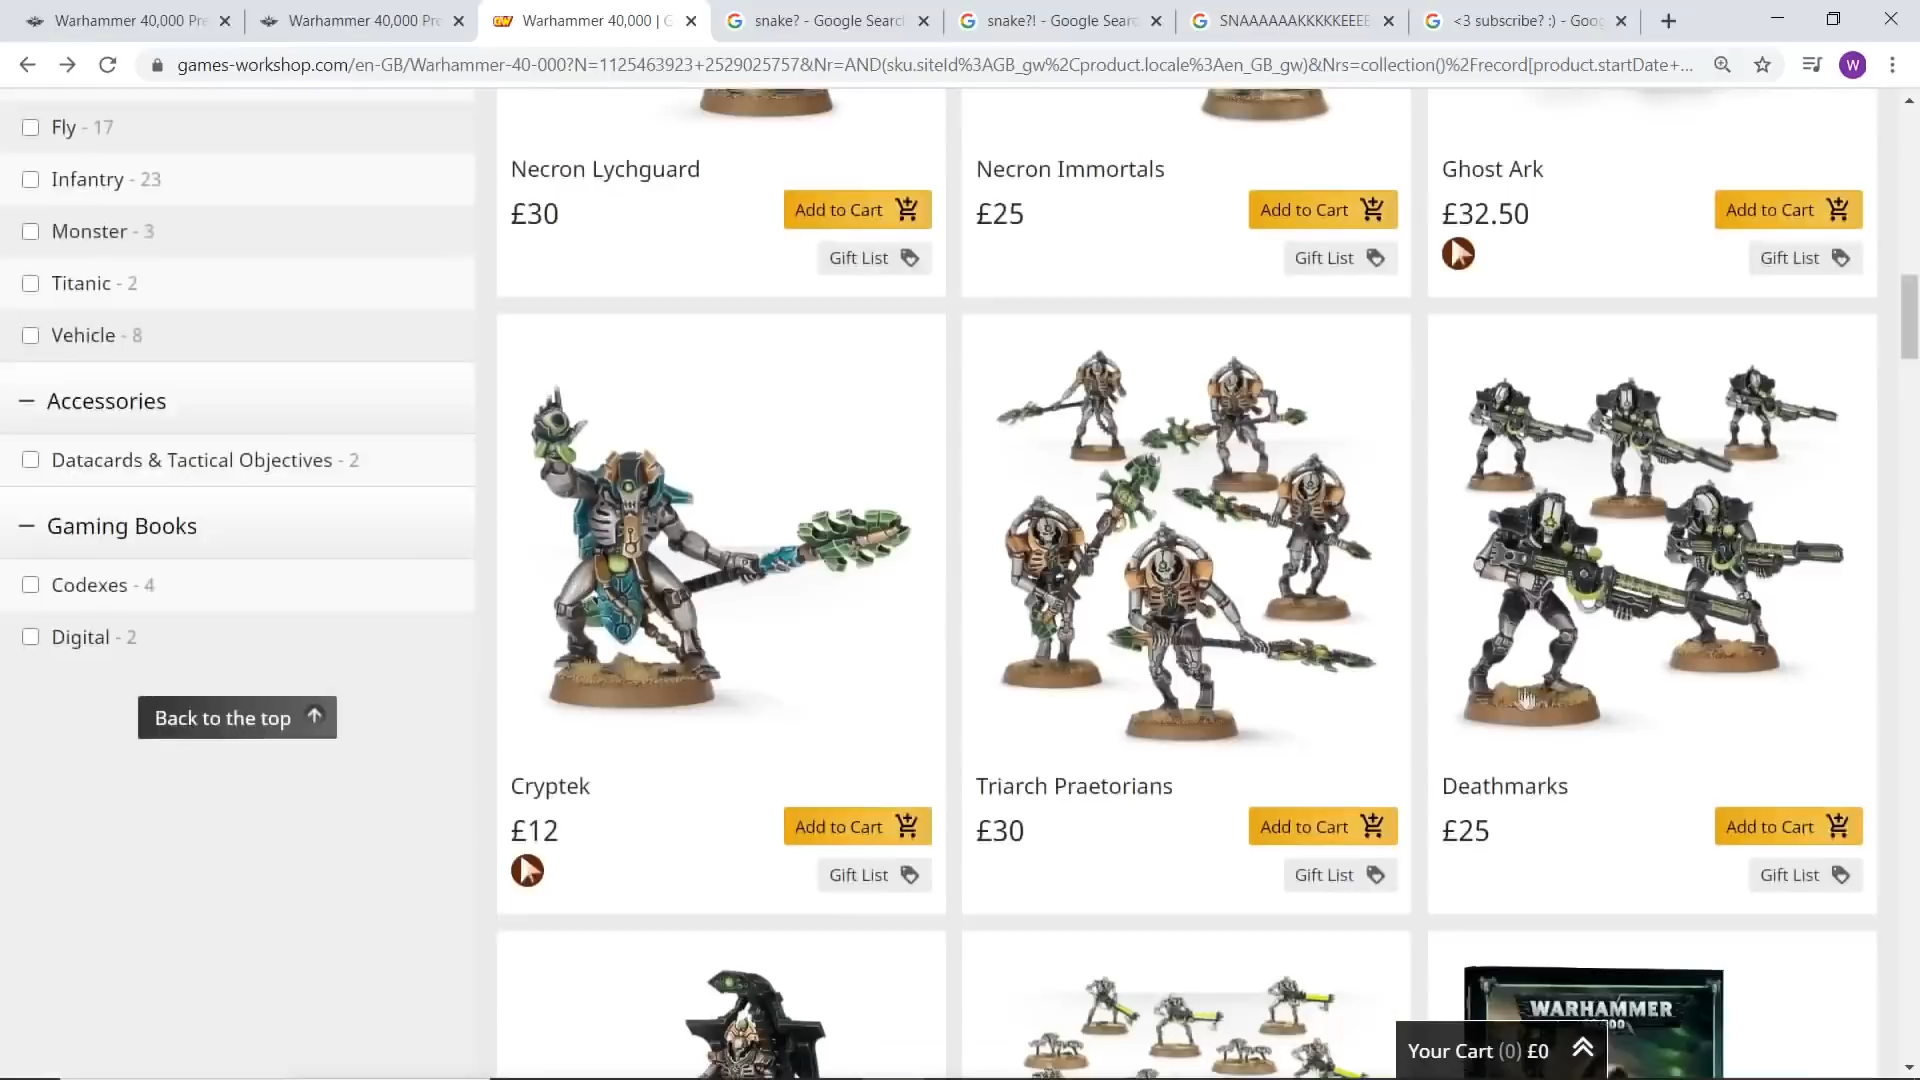 Warhammer 40,000 Pre
Warhammer 40,000 Pre
Warhammer 40,000 | G
snake? - Google Searc
snake?! - Google Searc
SNAAAAAAKKKKKEEEE
<3 subscribe? :) - Goog
games-workshop.com/en-GB/Warhammer-40-000?N=1125463923+2529025757&Nr=AND(sku.siteId%3AGB_gw%2Cproduct.locale%3Aen_GB_gw)&Nrs=collection()%2Frecord[product.startDate+...
W
Fly - 17
Infantry - 23
Monster - 3
Titanic - 2
Vehicle - 8
Accessories
Datacards & Tactical Objectives - 2
Gaming Books
Codexes - 4
Digital - 2
Back to the top
Necron Lychguard
£30
Add to Cart
Gift List
Necron Immortals
£25
Add to Cart
Gift List
Ghost Ark
£32.50
Add to Cart
Gift List
Cryptek
£12
Add to Cart
Gift List
Triarch Praetorians
£30
Add to Cart
Gift List
Deathmarks
£25
Add to Cart
Gift List
WARHAMMER
Your Cart (0) £0